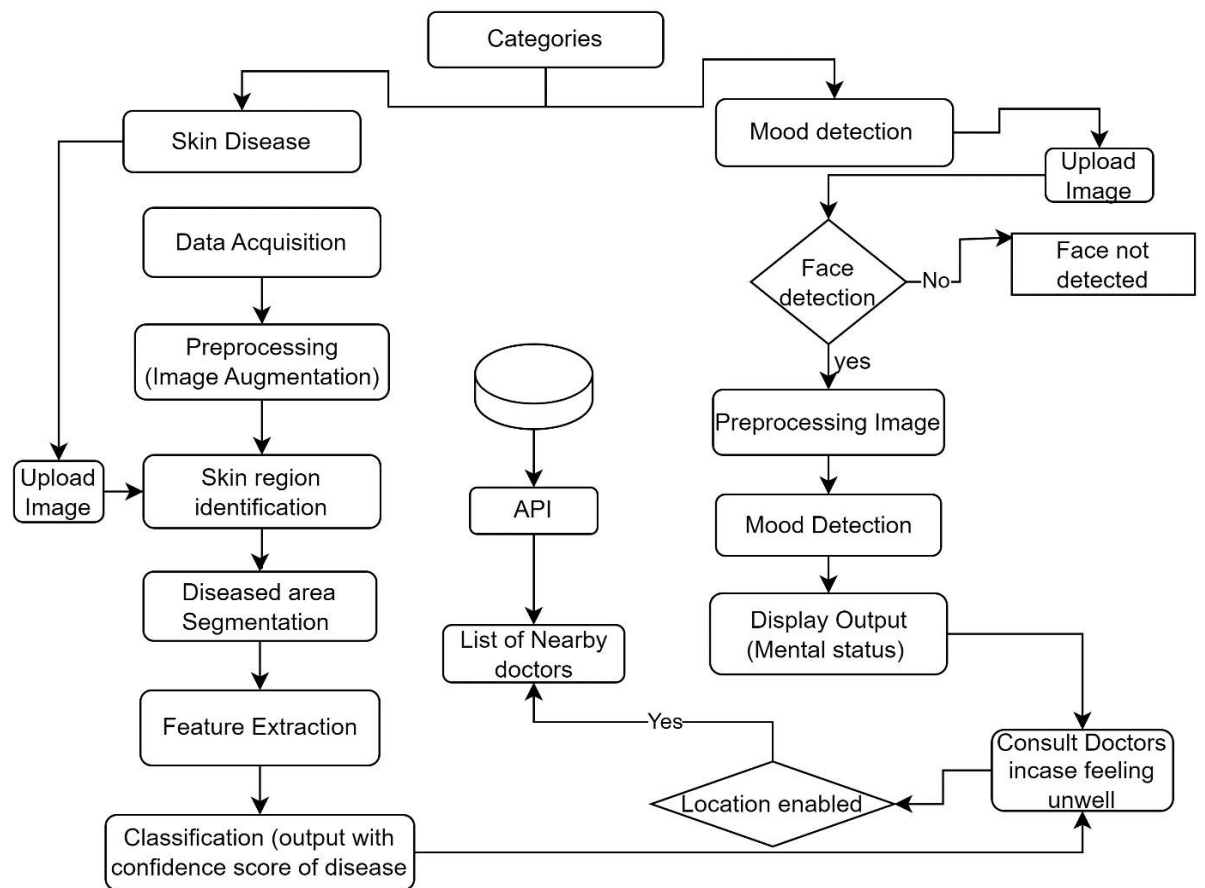 Categories
Skin Disease
Mood detection
Upload
Image
Data Acquisition
Face
detection
No
Face not
detected
Preprocessing
(Image Augmentation)
yes
Preprocessing Image
Upload
Image
Skin region
identification
API
Mood Detection
Diseased area
Segmentation
List of Nearby
doctors
Display Output
(Mental status)
Feature Extraction
Yes
Consult Doctors
incase feeling
unwell
Location enabled
Classification (output with
confidence score of disease